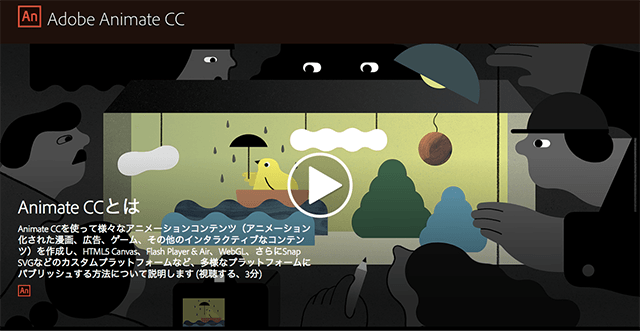 An Adobe Animate CC
Animate CCとは
Animate CCを使って様々なアニメーションコンテンツ（アニメーション
化された漫画、広告、ゲーム、その他のインタラクティブなコンテン
ツ）を作成し、HTML5 Canvas、Flash Player & Air、WebGL、さらにSnap
SVGなどのカスタムプラットフォームなど、多様なプラットフォームに
パブリッシュする方法について説明します (視聴する、3分)
An